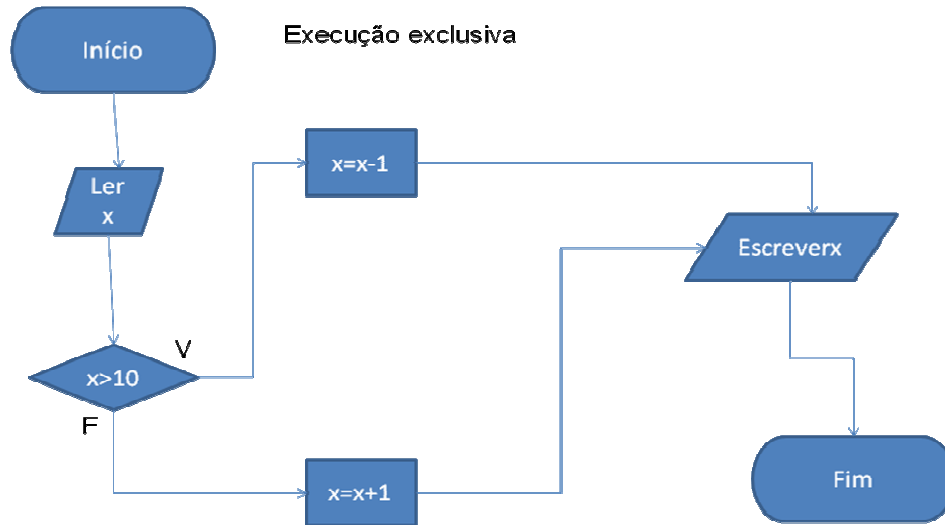 Execução exclusiva
Início
Ler
x
x>10
V
F
x=x-1
x=x+1
Escreverx
Fim